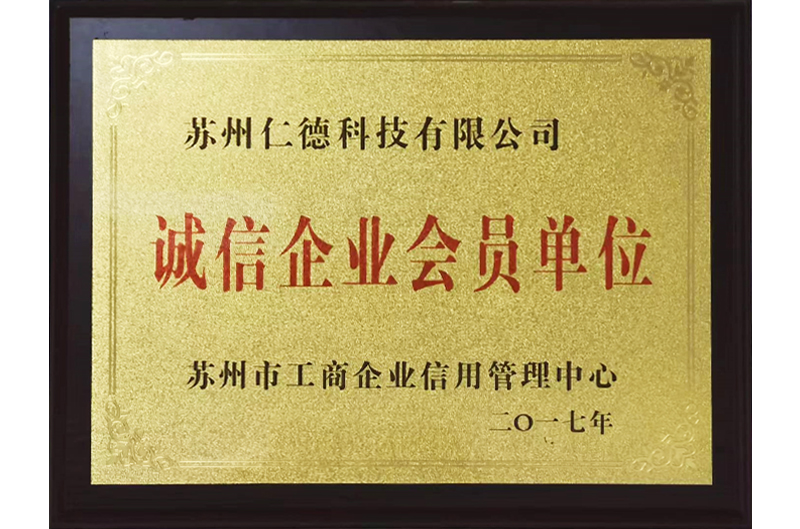 苏州仁德科技有限公司
诚信企业会员单位
苏州市工商企业信用管理中心
二〇一七年